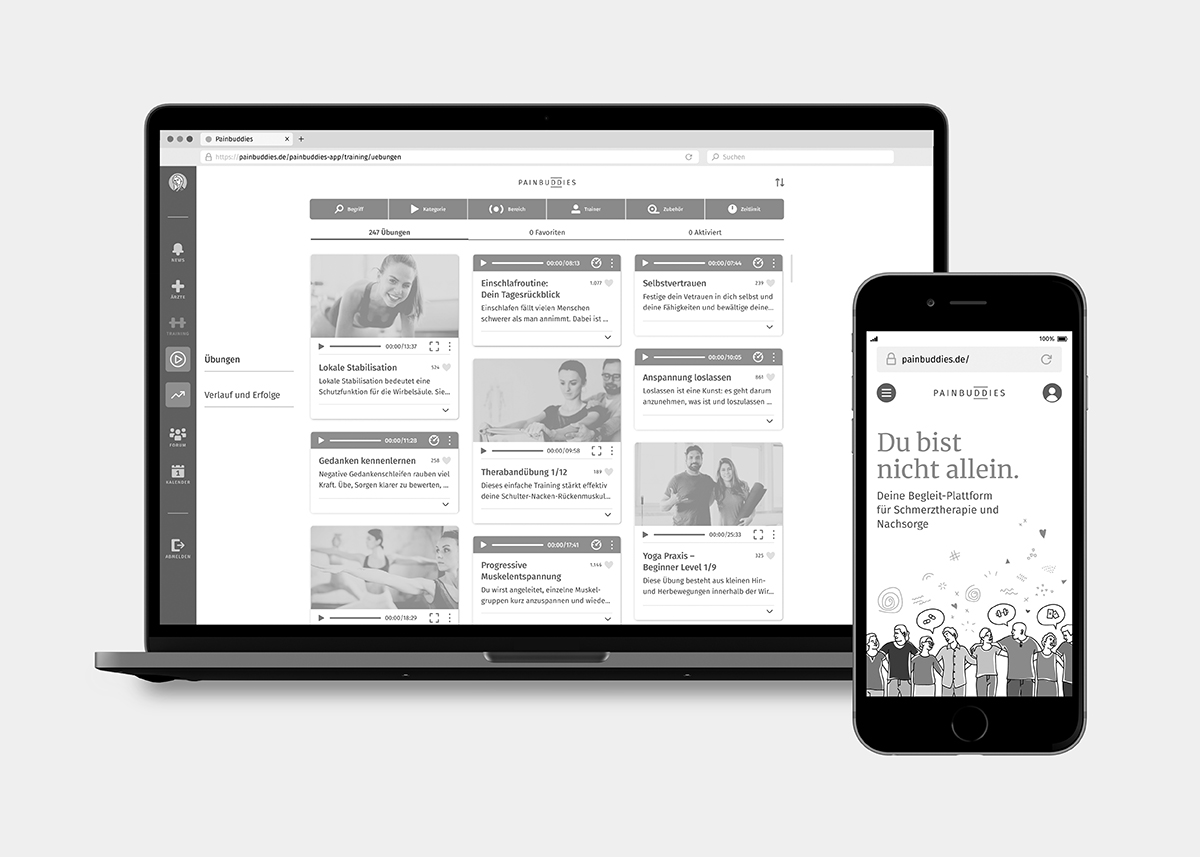 Painbuddies
https://painbuddies.de/painbuddies-app/training/uebungen
Suchen
PAINBUDDIES
Begriff
Kategorie
Bereich
Trainer
Zubehör
Zeitlimit
247 Übungen
0 Favoriten
0 Aktiviert
NEWS
ÄRZTE
TRAINING
FORUM
1
KALENDER
ABMELDEN
Übungen
Verlauf und Erfolge
00:00/13:37
Lokale Stabilisation
124
Lokale Stabilisation bedeutet eine
Schutzfunktion für die Wirbelsäule. Sie...
00:00/11:28
Gedanken kennenlernen
258
Negative Gedankenschleifen rauben viel
Kraft. Übe, Sorgen klarer zu bewerten, ...
00:00/18:29
00:00/08:13
Einschlafroutine:
1.077
Dein Tagesrückblick
Einschlafen fällt vielen Menschen
schwerer als man annimmt. Dabei ist ...
00:00/09:58
Therabandübung 1/12
189
Dieses einfache Training stärkt effektiv
deine Schulter-Nacken-Rückenmuskul...
00:00/17:41
Progressive
1.146
Muskelentspannung
Du wirst angeleitet, einzelne Muskel-
gruppen kurz anzuspannen und wiede...
00:00/07:44
Selbstvertrauen
239
Festige dein Vetrauen in dich selbst und
deine Fähigkeiten und bewältige deine...
00:00/10:05
Anspannung loslassen
861
Loslassen ist eine Kunst: es geht darum
anzunehmen, was ist und loszulassen ...
00:00/25:33
Yoga Praxis –
325
Beginner Level 1/9
Diese Übung besteht aus kleinen Hin-
und Herbewegungen innerhalb der Wir...
100%
painbuddies.de/
PAINBUDDIES
Du bist
nicht allein.
Deine Begleit-Plattform
für Schmerztherapie und
Nachsorge